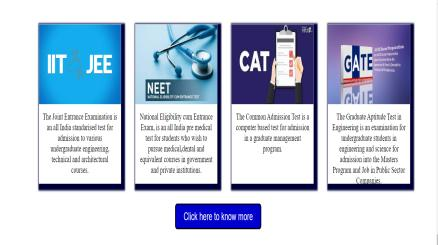 IIT JEE
NEET
NATIONAL ELIGIBILITY CUM ENTRANCE TEST
CAT
GATE
The Joint Entrance Examination is
an all India standarised test for
admission to various
undergraduate engineering,
technical and architectural
courses.
National Eligibility cum Entrance
Exam, is an all India pre medical
test for students who wish to
pursue medical,dental and
equivalent courses in government
and private institutions.
The Common Admission Test is a
computer based test for admission
in a graduate management
program.
The Graduate Aptitude Test in
Engineering is an examination for
undergraduate students in
engineering and science for
admission into the Masters
Program and Job in Public Sector
Companies.
Click here to know more